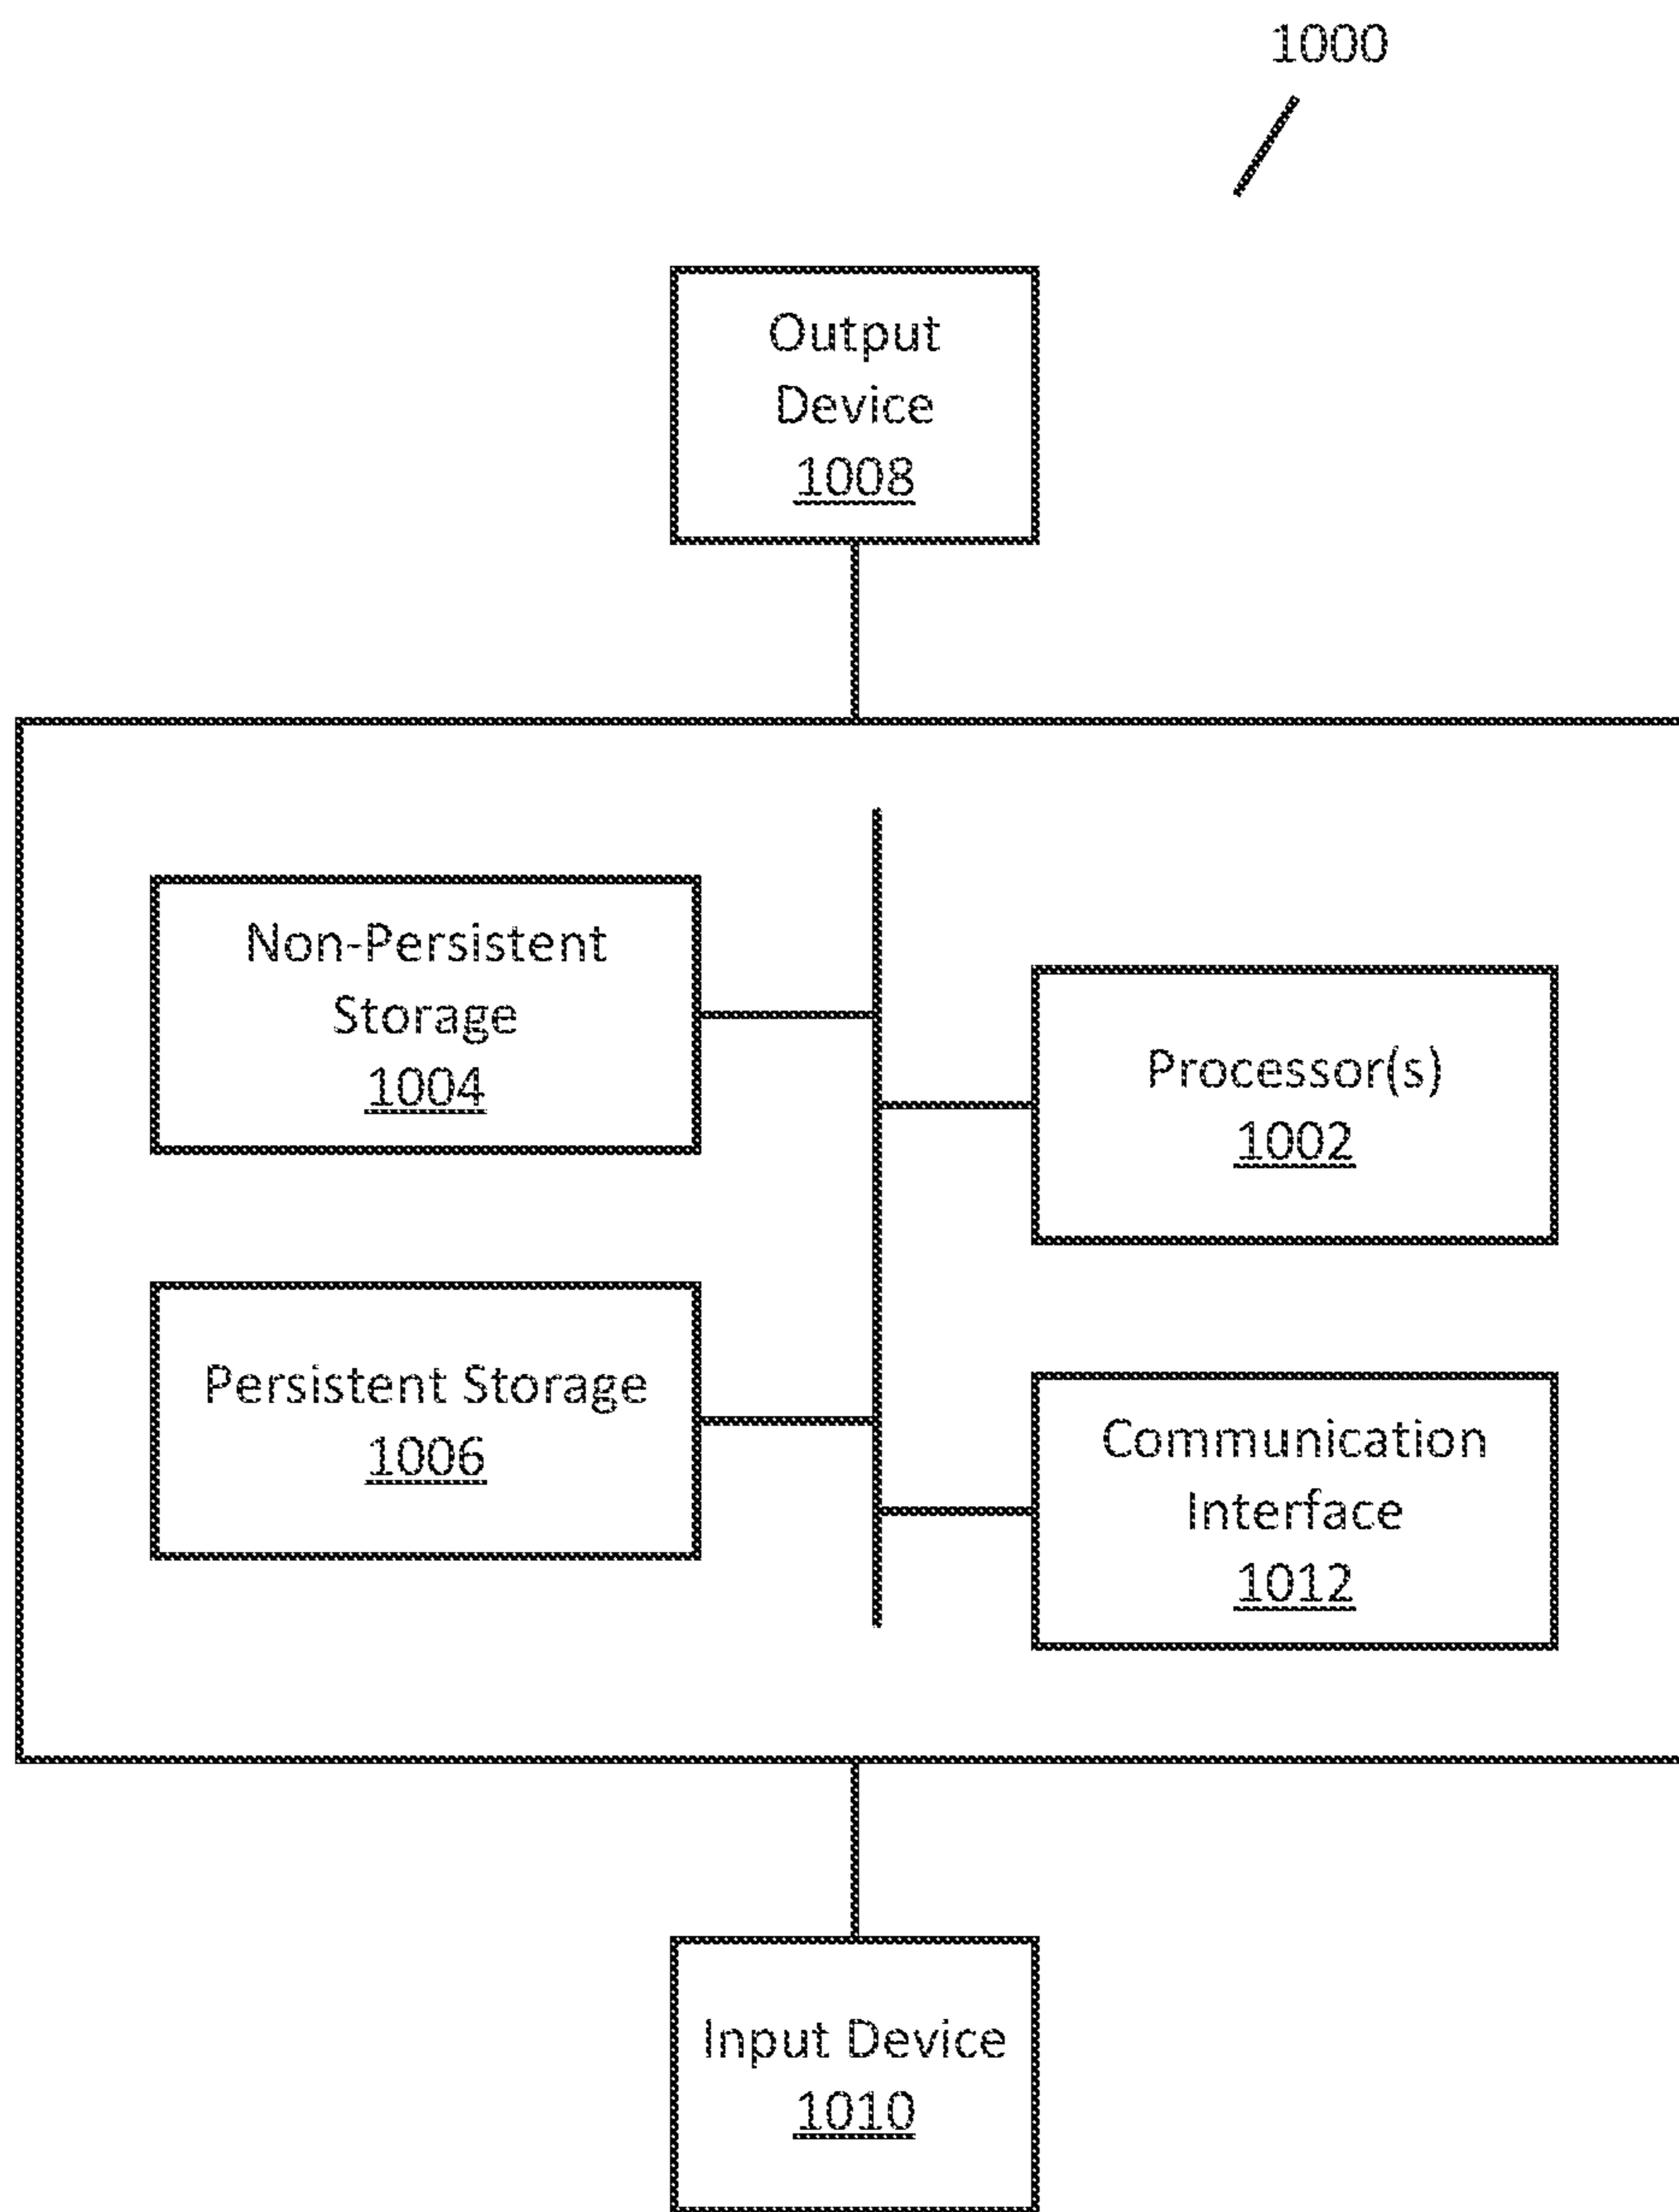 1000
Output
Device
1008
Non-Persistent
Storage
1004
Processor(s)
1002
Persistent Storage
1006
Communication
Interface
1012
Input Device
1010